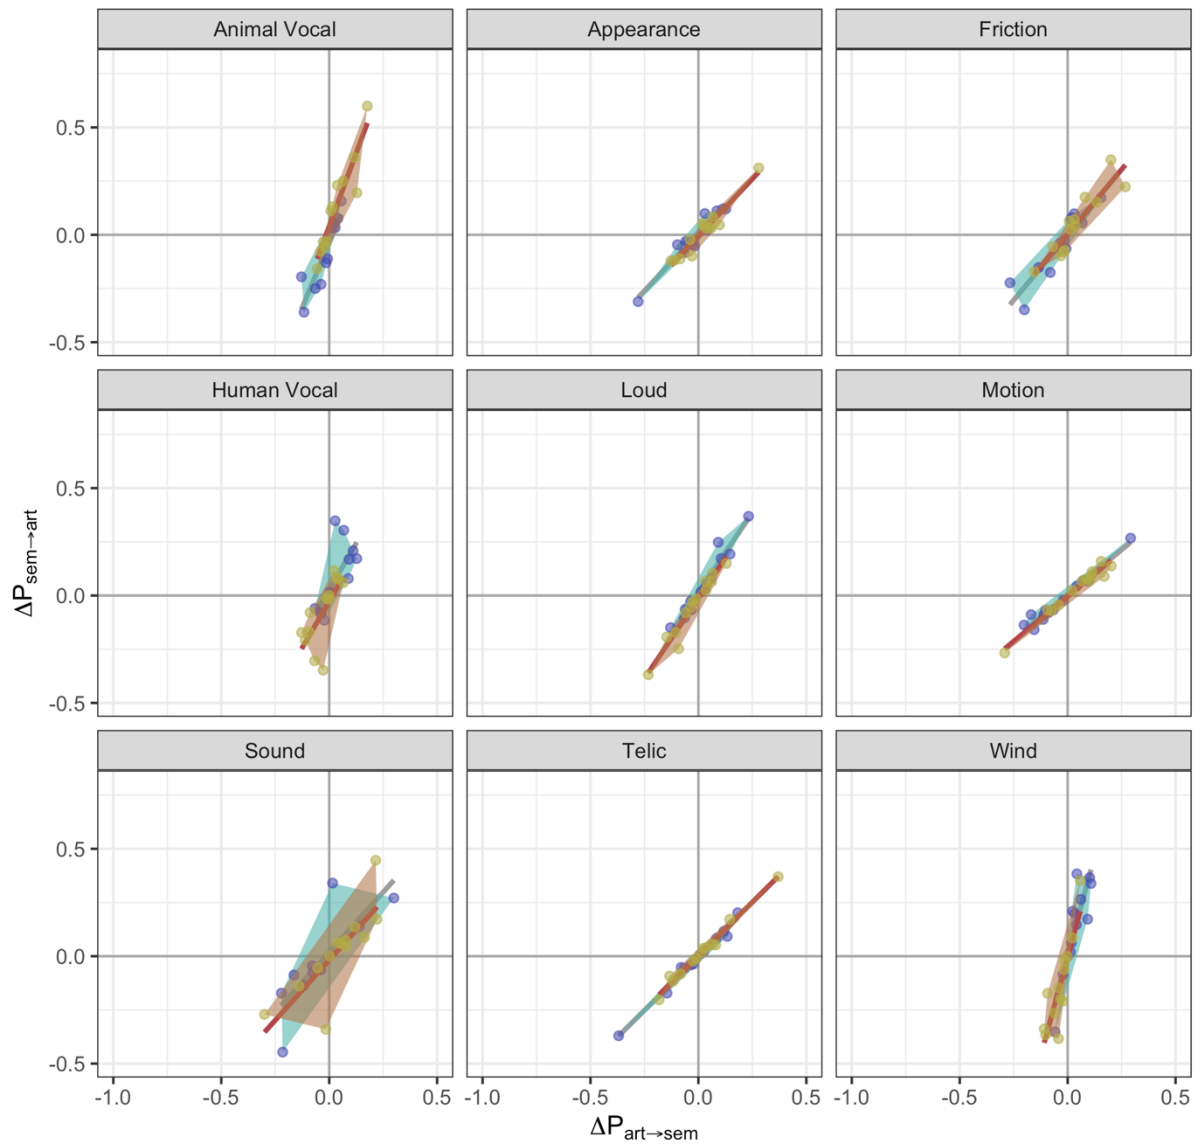 Animal Vocal Appearance Friction
0.5
0.0
-0.5
Human Vocal Loud Motion
0.5
0.0
-0.5
ΔPsem→art
Sound Telic Wind
0.5
0.0
-0.5
-1.0 -0.5 0.0 0.5 -1.0 -0.5 0.0 0.5 -1.0 -0.5 0.0 0.5
ΔPart→sem